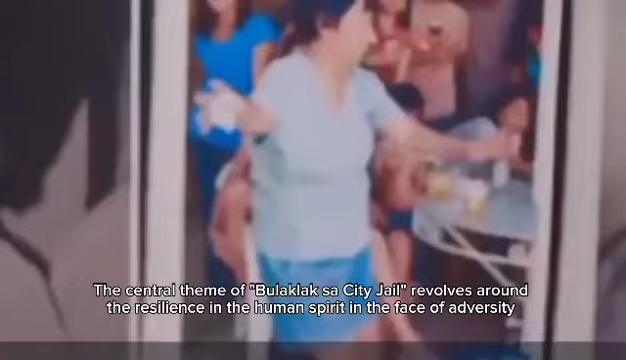 The central theme of "Bulaklak sa City Jail" revolves around
the resilience in the human spirit in the face of adversity